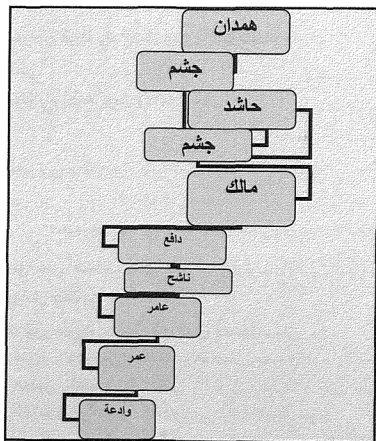 همدان
جشم
حاشد
جشم
مالك
دافع
ناشح
عامر
عمر
وادعة